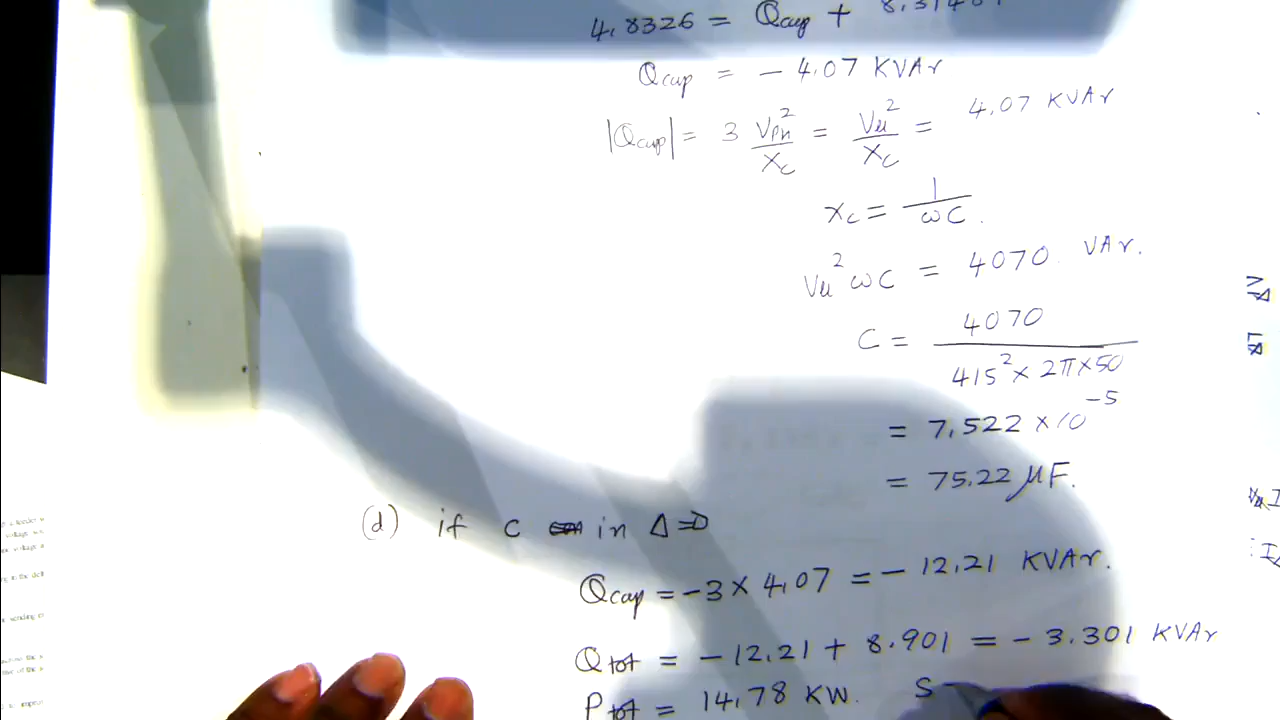 4.8326 = Qcap +
Qcap = - 4.07 KVAr
|Qcap| = 3 Vph²/Xc = Vll²/Xc = 4.07 KVAr
Xc = 1/ωC .
Vll² ωC = 4070 VAr.
C = 4070 / 415² × 2π×50
= 7.522 × 10⁻⁵
= 75.22 μF.
(d) if C in Δ ⇒
Qcap = -3 × 4.07 = - 12.21 KVAr.
Qtot = - 12.21 + 8.901 = - 3.301 KVAr
Ptot = 14.78 KW. S